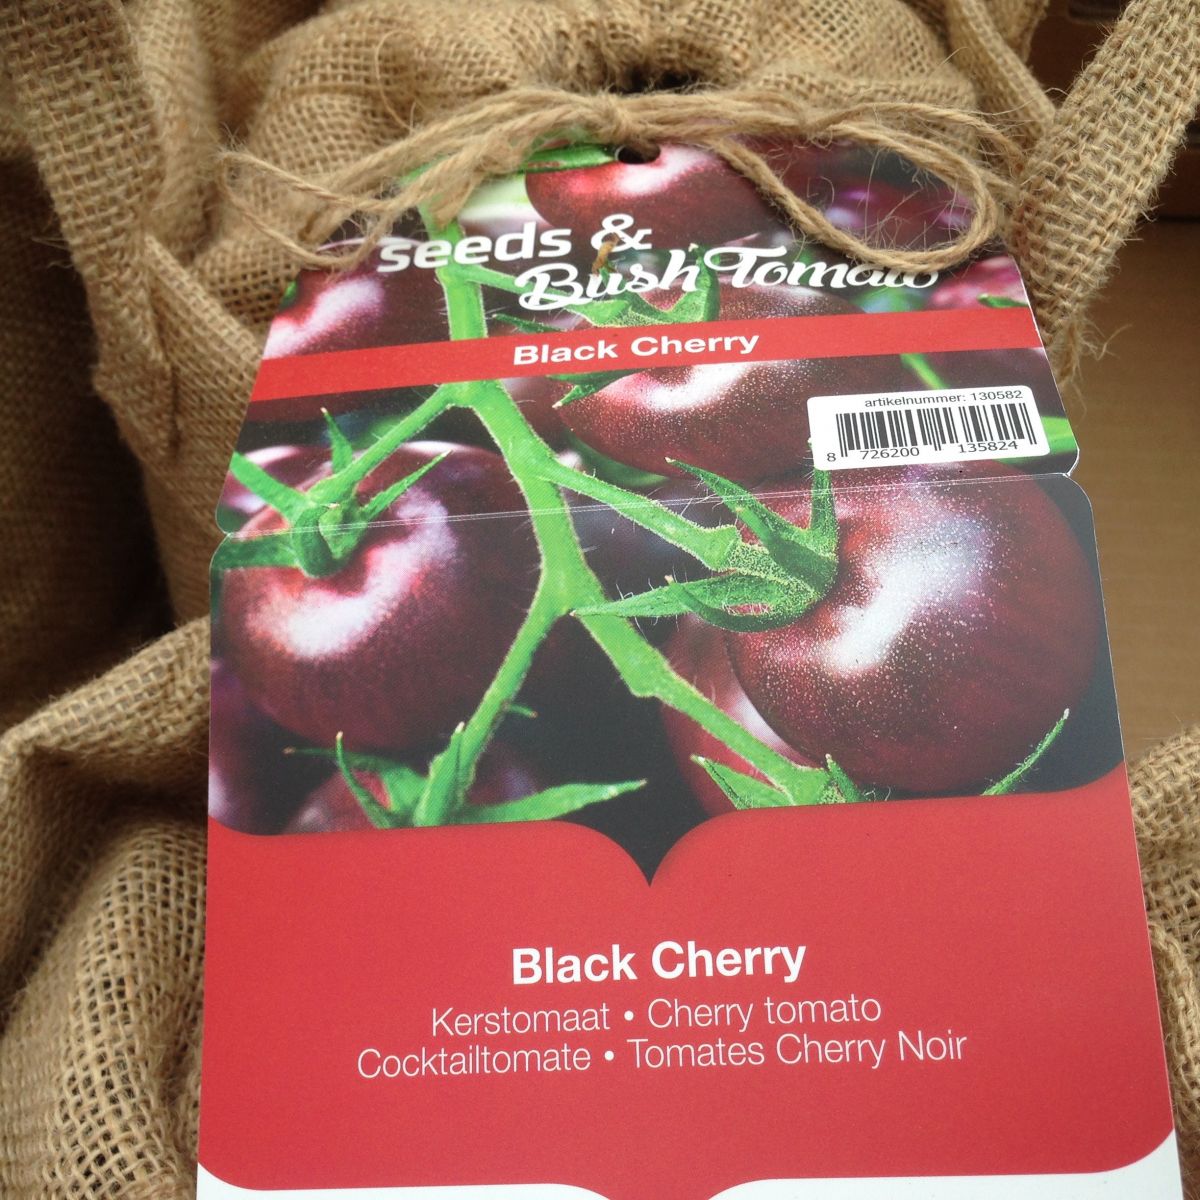 seeds &
Bush Tomato
Black Cherry
artikelnummer: 130582
8 726200 135824
Black Cherry
Kerstomaat • Cherry tomato
Cocktailtomate • Tomates Cherry Noir